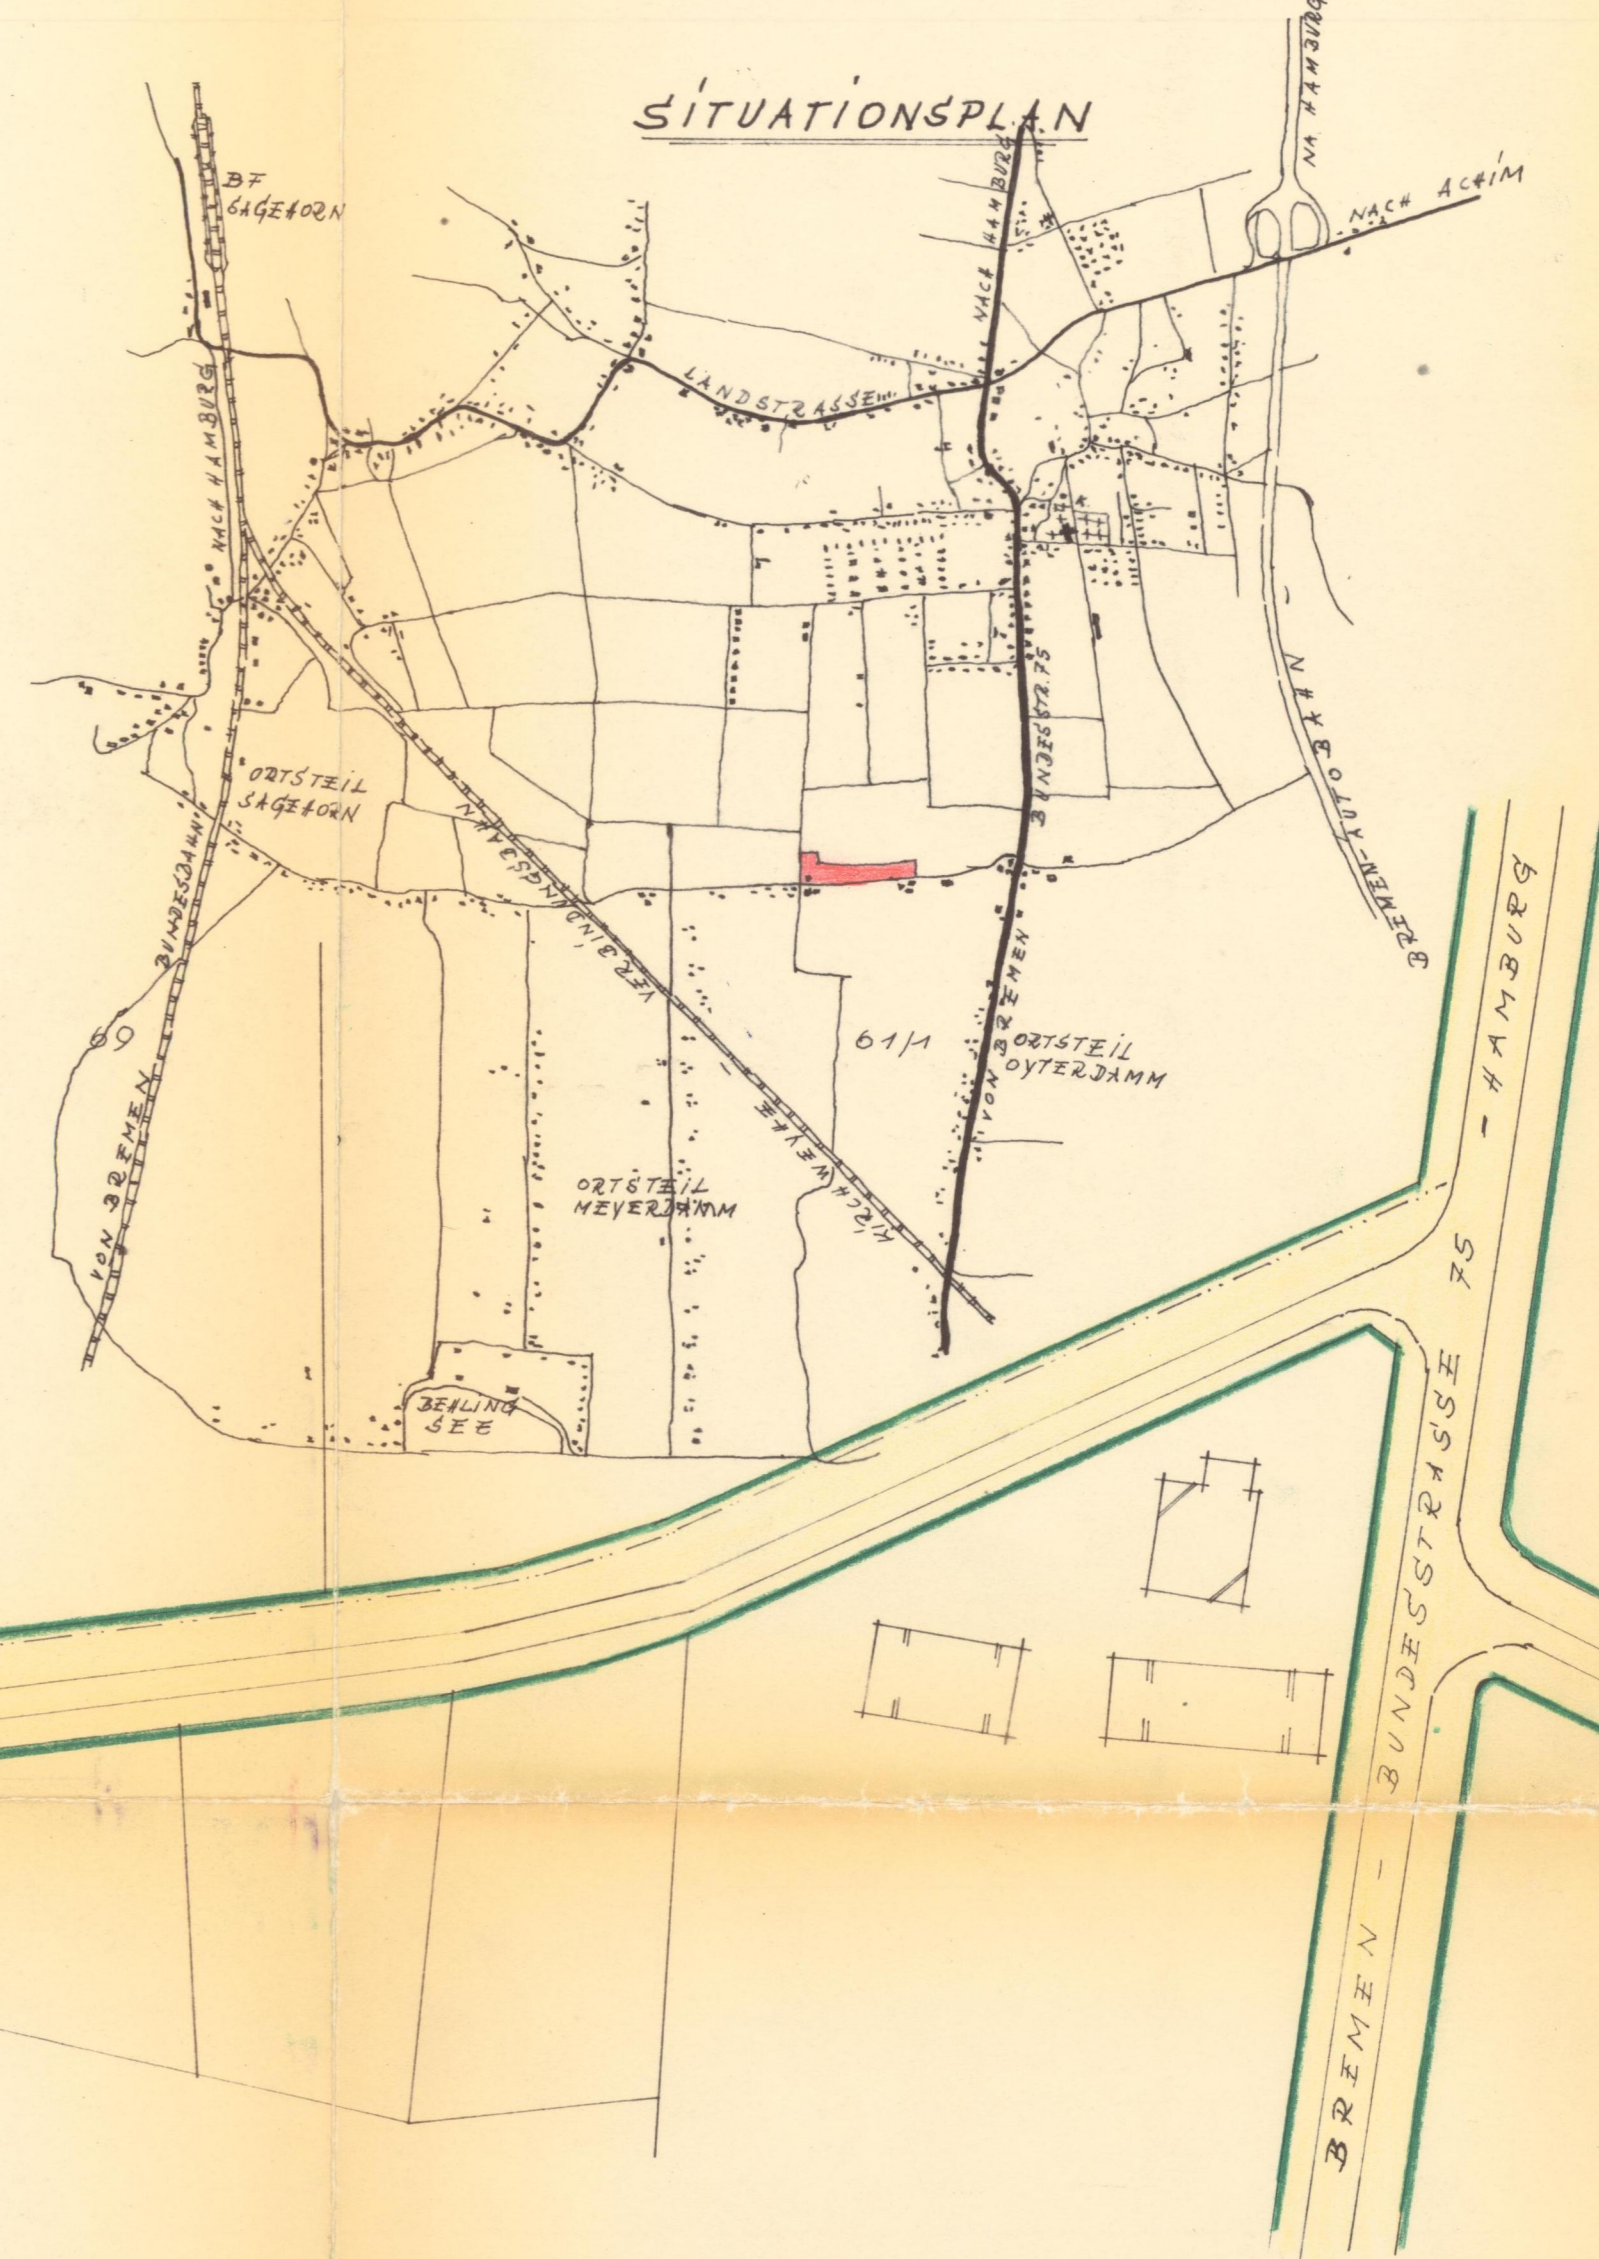 SITUATIONSPLAN
NA HAMBURG
NACH HAMBURG
NACH ACHIM
BF
SAGEHORN
LANDSTRASSE
NACH HAMBURG
BUNDESSTR. 75
ORTSTEIL
SAGEHORN
BUNDESBAHN
VERBINDUNGSBAHN
BREMEN-AUTOBAHN -
69
61/1
VON BREMEN
ORTSTEIL
OYTERDAMM
VON BREMEN
KIRCHWEYHE -
ORTSTEIL
MEYERDAMM
BEHLING
SEE
BREMEN - BUNDESSTRASSE 75 - HAMBURG